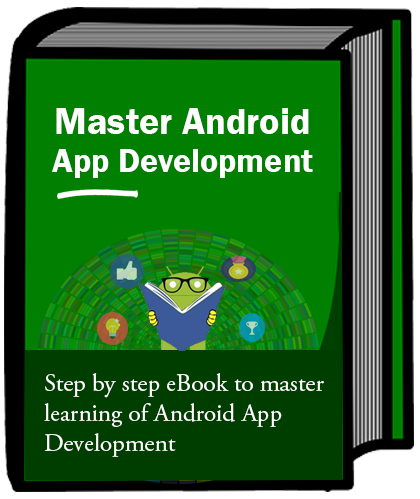 Master Android
App Development
Step by step eBook to master
learning of Android App
Development